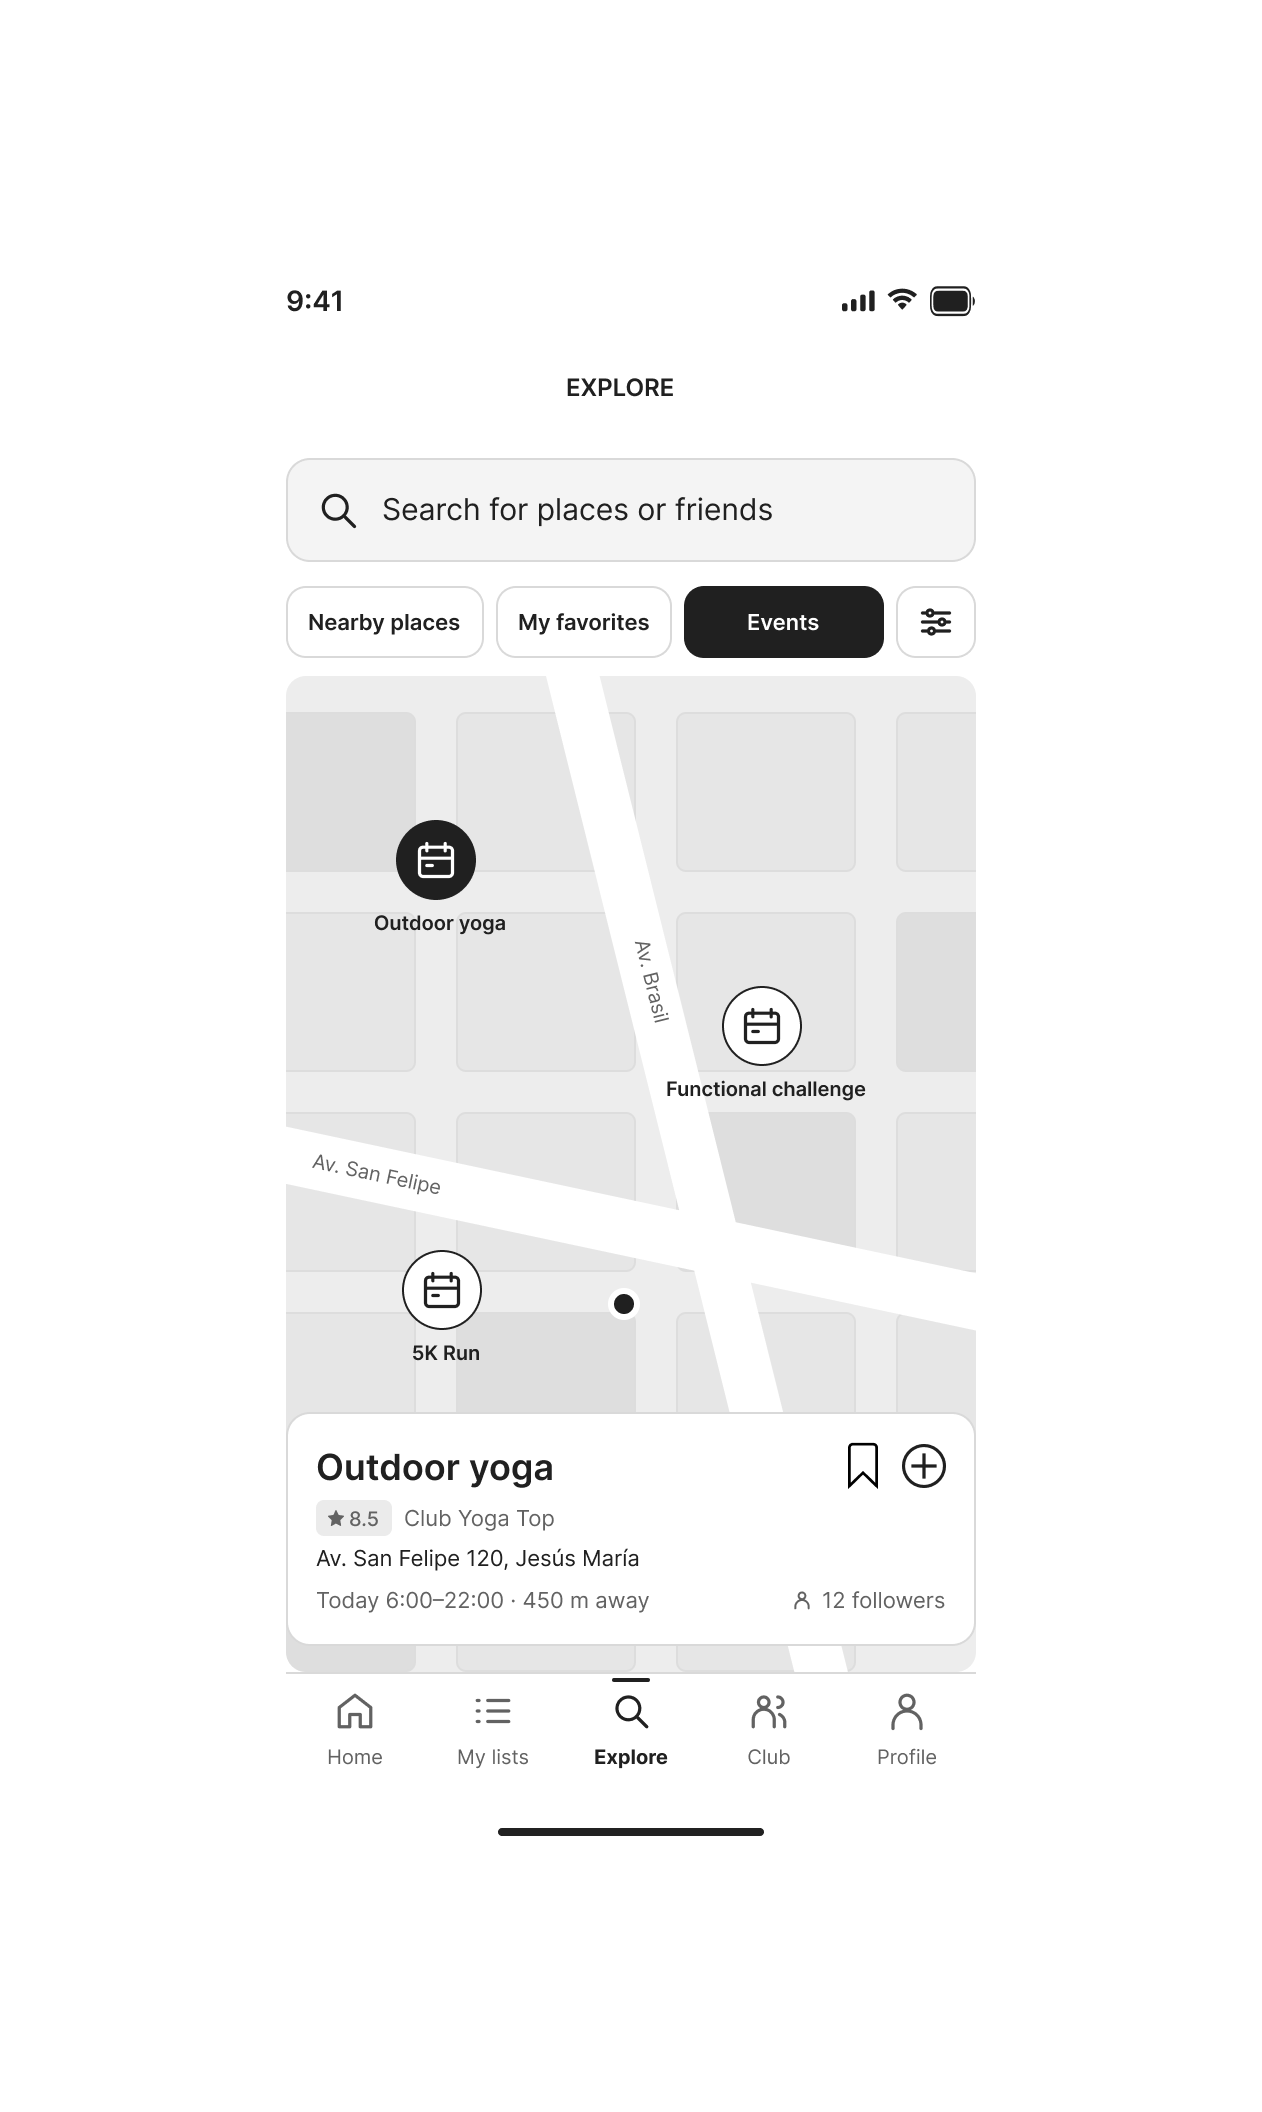 9:41
EXPLORE
Search for places or friends
Nearby places
My favorites
Events
Outdoor yoga
Av. Brasil
Functional challenge
Av. San Felipe
5K Run
Outdoor yoga
8.5 Club Yoga Top
Av. San Felipe 120, Jesús María
Today 6:00–22:00 · 450 m away
12 followers
Home
My lists
Explore
Club
Profile